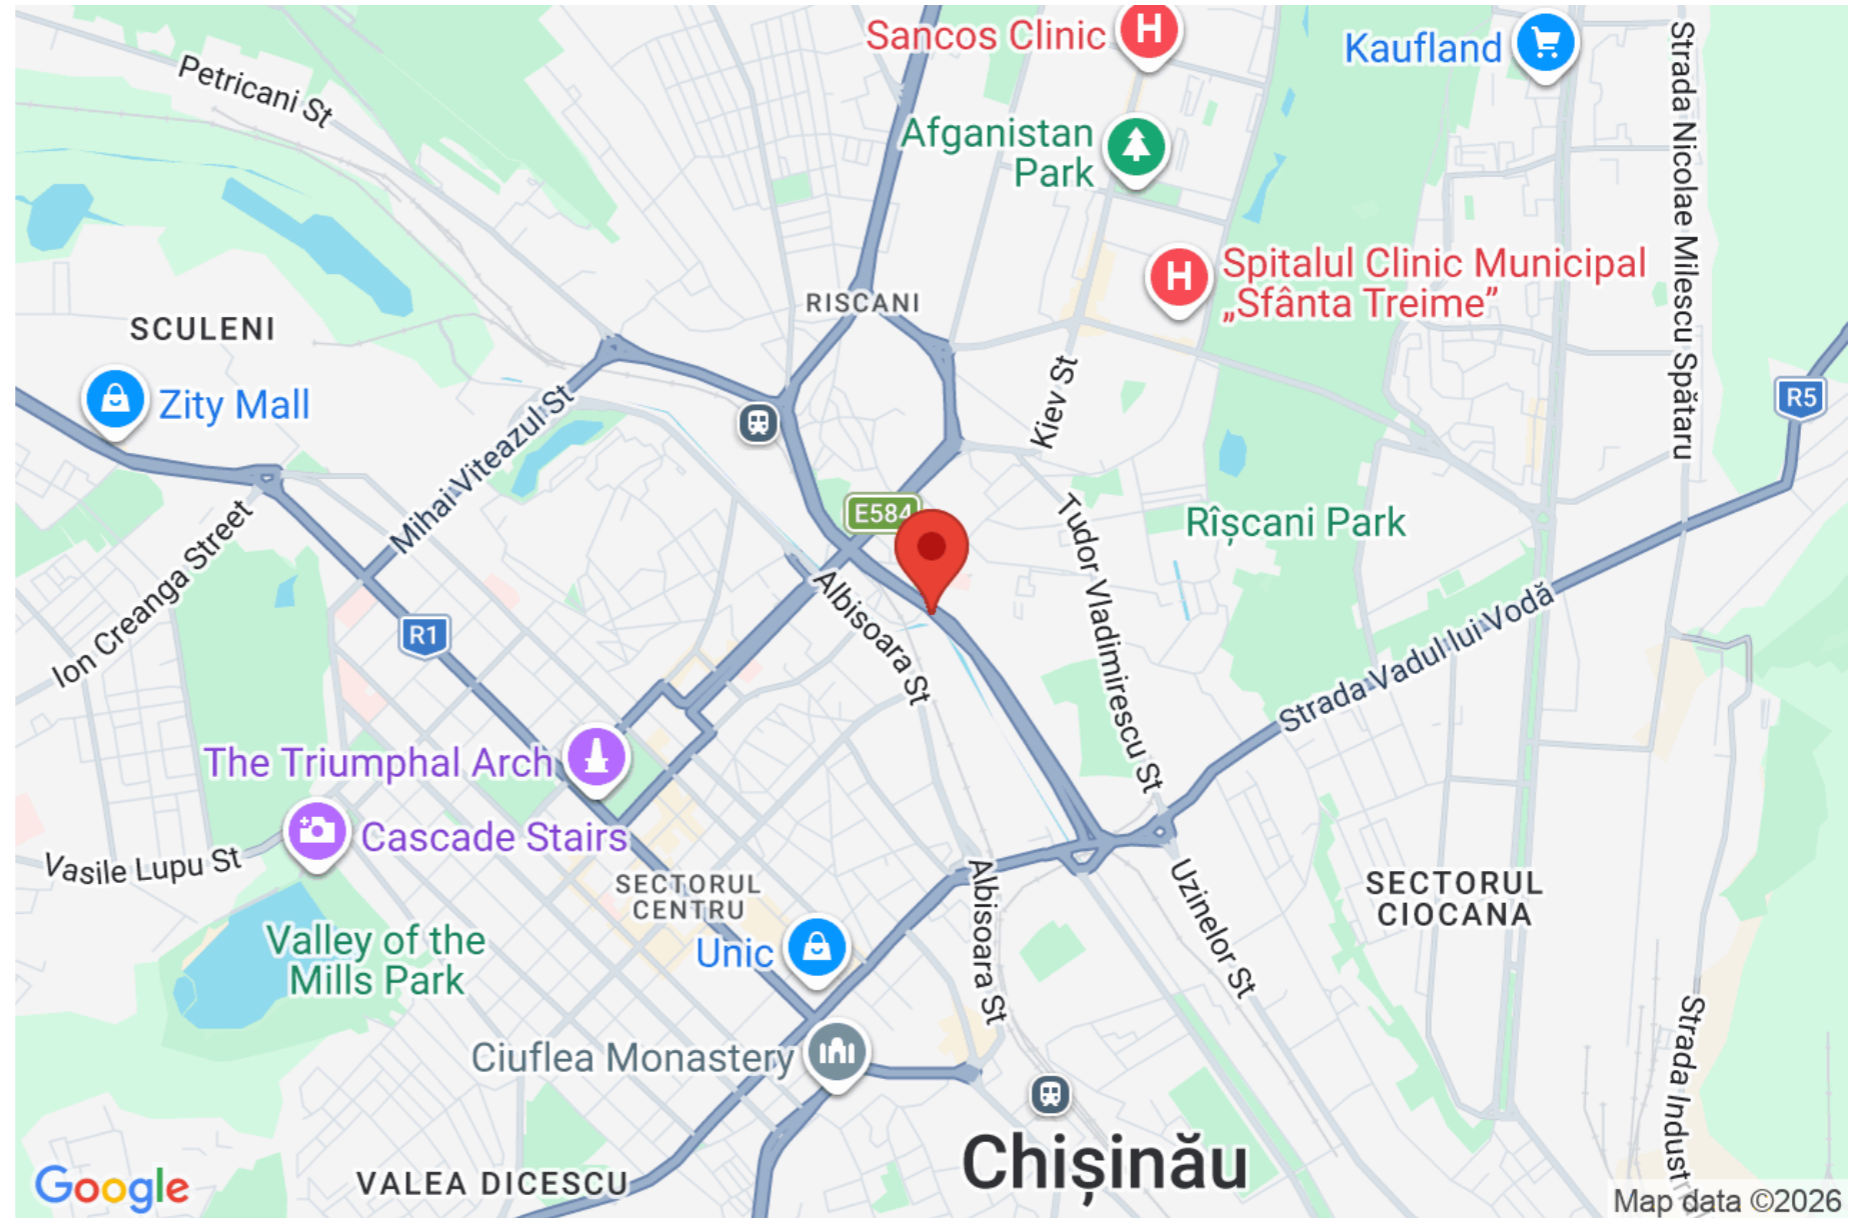 Sancos Clinic
Kaufland
Petricani St
Strada Nicolae Milescu Spătaru
Afganistan
Park
Spitalul Clinic Municipal
„Sfânta Treime”
RISCANI
SCULENI
Zity Mall
R5
Kiev St
Mihai Viteazul St
E584
Rîșcani Park
Tudor Vladimirescu St
Ion Creanga Street
Albisoara St
R1
Strada Vadul lui Vodă
The Triumphal Arch
Cascade Stairs
Vasile Lupu St
SECTORUL
CENTRU
SECTORUL
CIOCANA
Albisoara St
Uzinelor St
Valley of the
Mills Park
Unic
Ciuflea Monastery
Strada Industr
Chișinău
VALEA DICESCU
Google
Map data ©2026